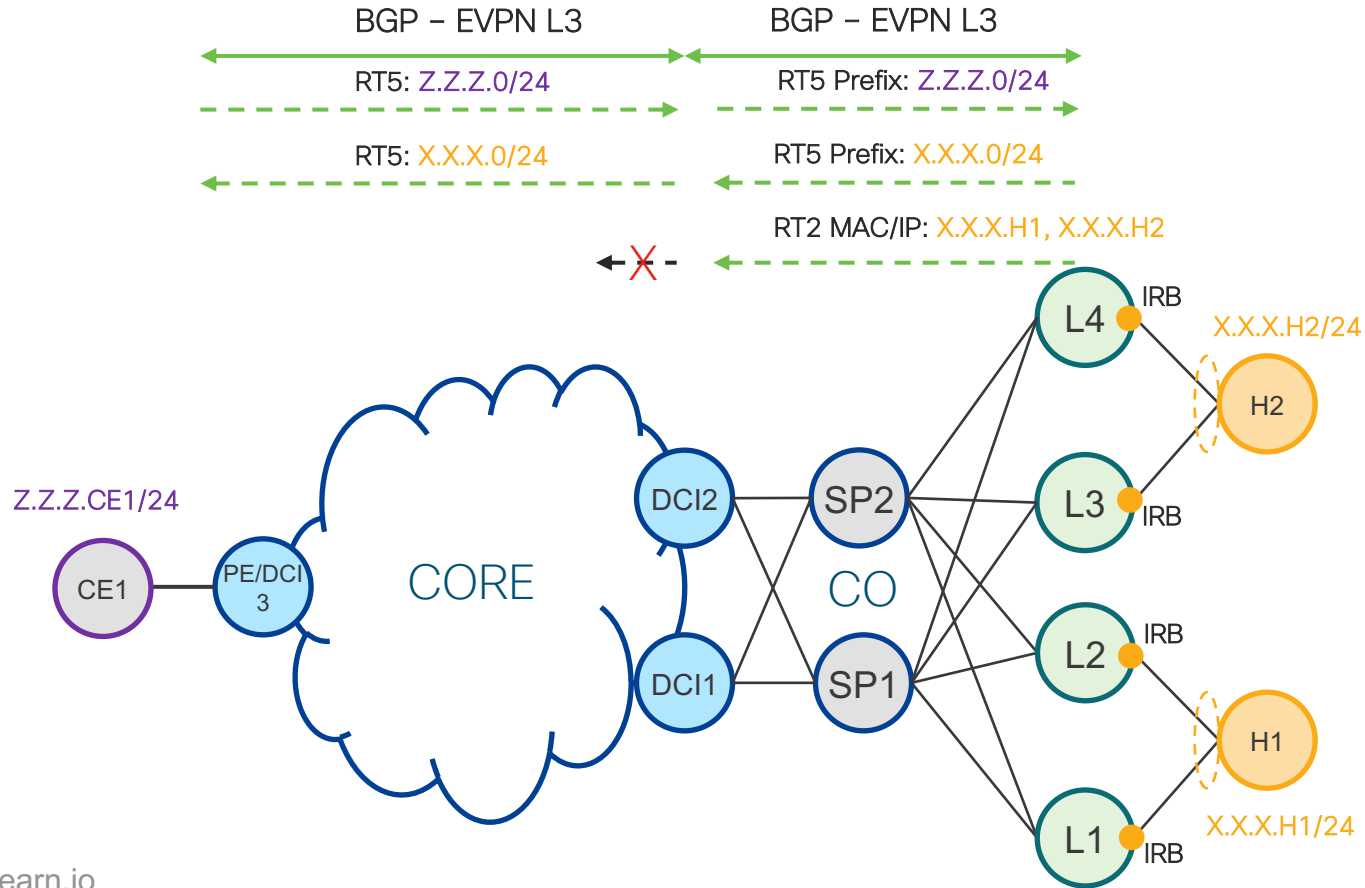 BGP – EVPN L3
BGP – EVPN L3
RT5: Z.Z.Z.0/24
RT5 Prefix: Z.Z.Z.0/24
RT5: X.X.X.0/24
RT5 Prefix: X.X.X.0/24
RT2 MAC/IP: X.X.X.H1, X.X.X.H2
L4
IRB
X.X.X.H2/24
H2
Z.Z.Z.CE1/24
DCI2
SP2
L3
IRB
CE1
PE/DCI
3
CORE
CO
L2
IRB
DCI1
SP1
H1
X.X.X.H1/24
L1
IRB
earn.io